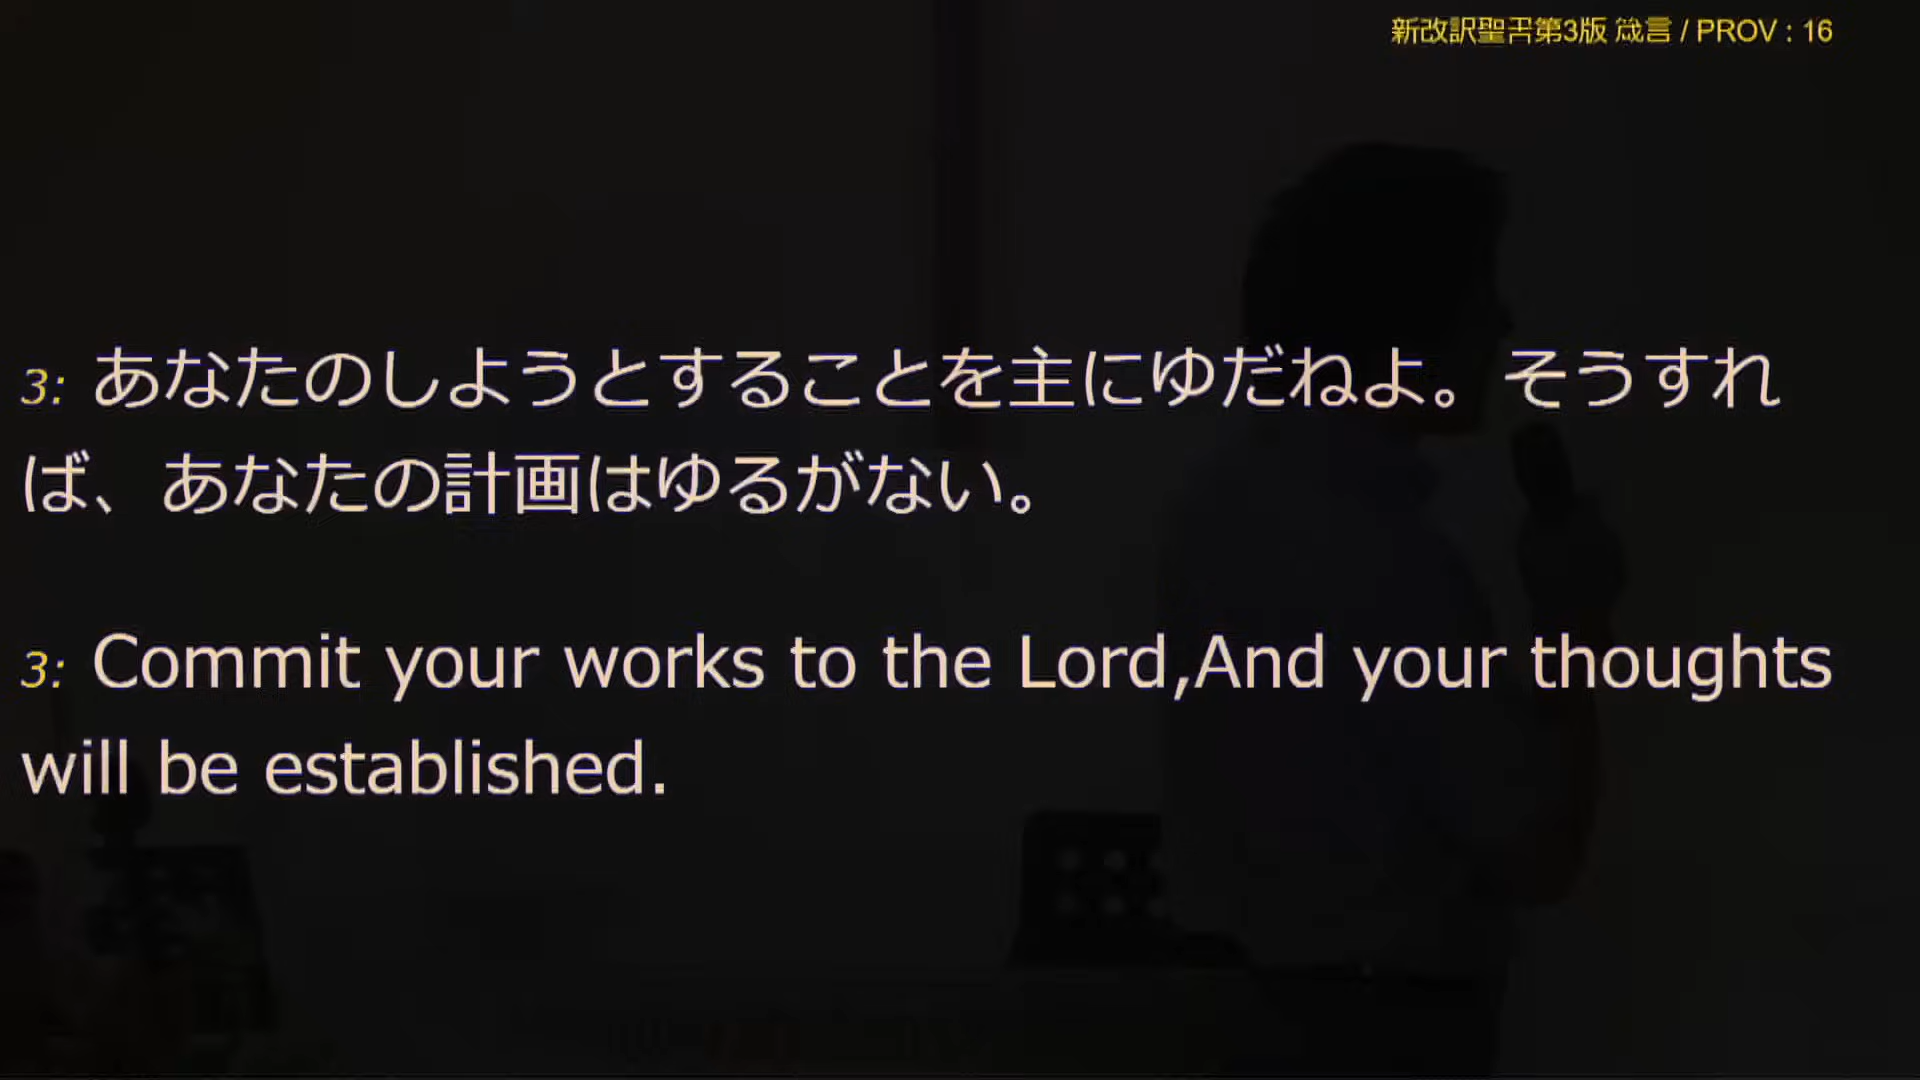 新改訳聖書第3版 箴言 / PROV : 16
3: あなたのしようとすることを主にゆだねよ。そうすれ
ば、あなたの計画はゆるがない。
3: Commit your works to the Lord,And your thoughts
will be established.